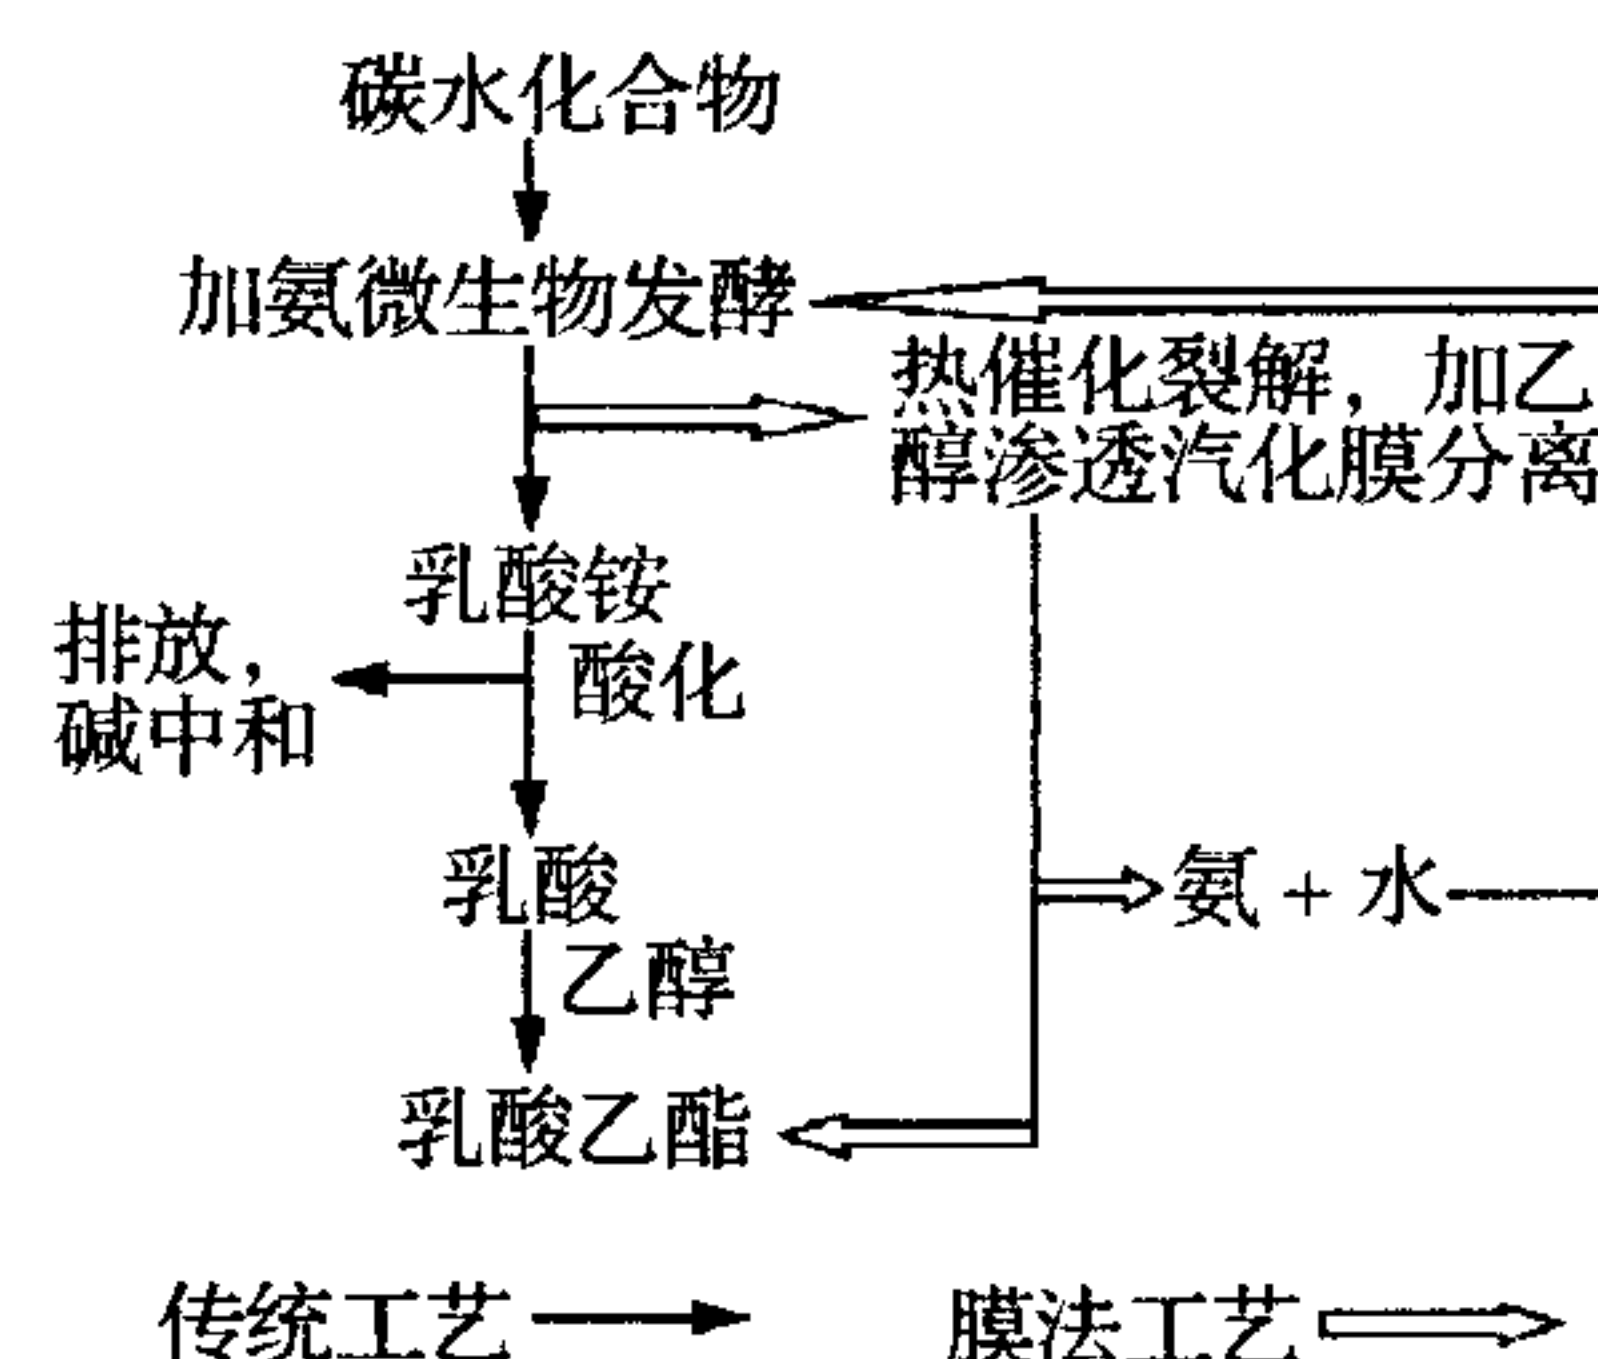 碳水化合物
加氨微生物发酵
热催化裂解，加乙
醇渗透汽化膜分离
乳酸铵
排放，
碱中和
酸化
乳酸
氨 + 水
乙醇
乳酸乙酯
传统工艺
膜法工艺